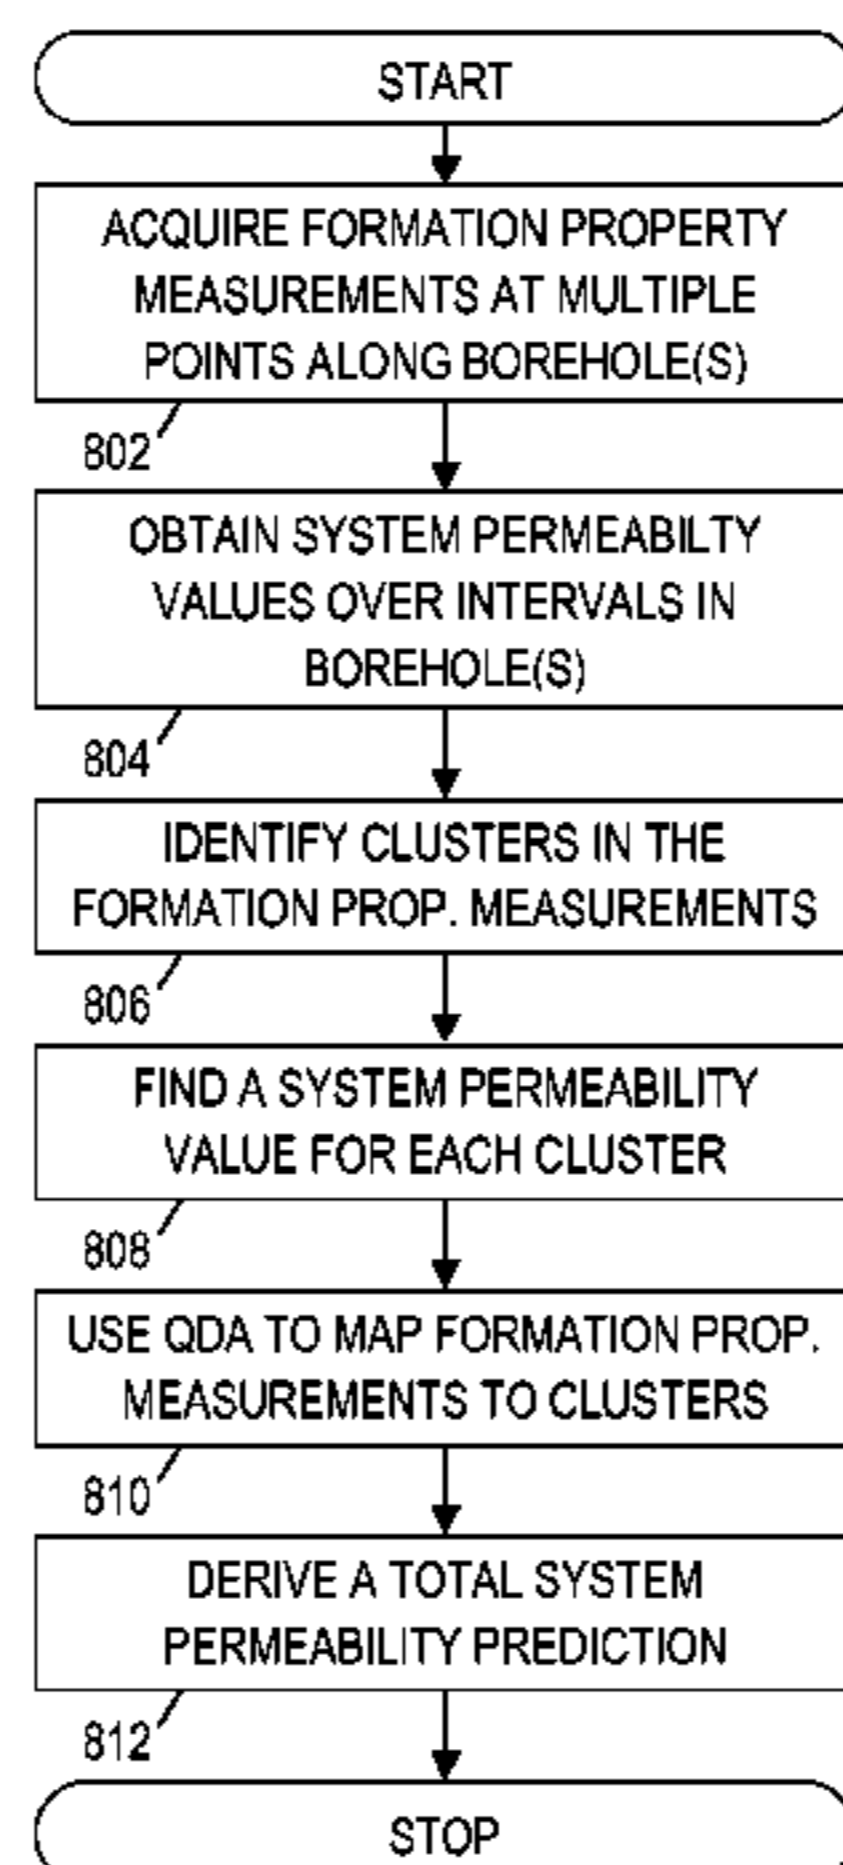 START
ACQUIRE FORMATION PROPERTY
MEASUREMENTS AT MULTIPLE
POINTS ALONG BOREHOLE(S)
802
OBTAIN SYSTEM PERMEABILTY
VALUES OVER INTERVALS IN
BOREHOLE(S)
804
IDENTIFY CLUSTERS IN THE
FORMATION PROP. MEASUREMENTS
806
FIND A SYSTEM PERMEABILITY
VALUE FOR EACH CLUSTER
808
USE QDA TO MAP FORMATION PROP.
MEASUREMENTS TO CLUSTERS
810
DERIVE A TOTAL SYSTEM
PERMEABILITY PREDICTION
812
STOP